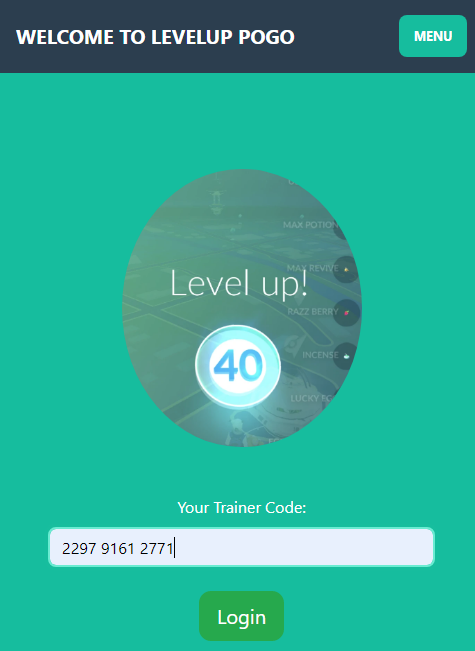 WELCOME TO LEVELUP POGO
MENU
MAX POTION
Level up!
MAX REVIVE
RAZZ BERRY
40
INCENSE
LUCKY EGG
Your Trainer Code:
2297 9161 2771
Login